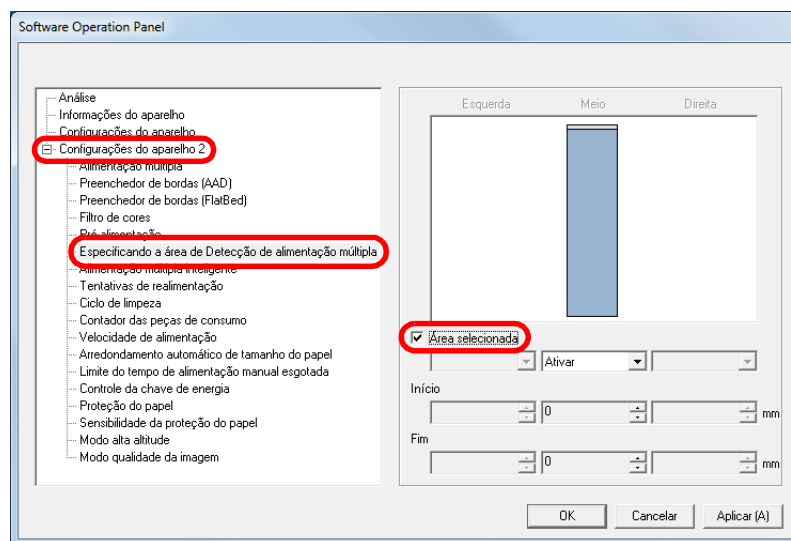 Software Operation Panel
Análise
Informações do aparelho
Configurações do aparelho
Configurações do aparelho 2
Alimentação múltipla
Preenchedor de bordas (AAD)
Preenchedor de bordas (FlatBed)
Filtro de cores
Pré-alimentação
Especificando a área de Detecção de alimentação múltipla
Alimentação múltipla inteligente
Tentativas de realimentação
Ciclo de limpeza
Contador das peças de consumo
Velocidade de alimentação
Arredondamento automático de tamanho do papel
Limite do tempo de alimentação manual esgotada
Controle da chave de energia
Proteção do papel
Sensibilidade da proteção do papel
Modo alta altitude
Modo qualidade da imagem
Esquerda Meio Direita
Área selecionada
Ativar
Início
0 mm
Fim
0 mm
OK Cancelar Aplicar (A)